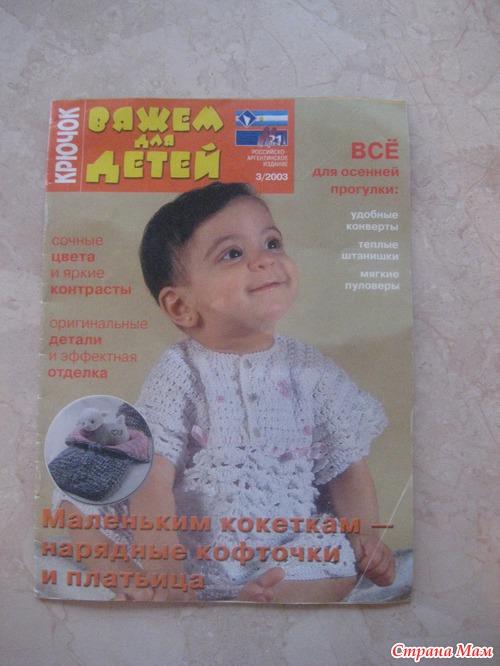 КРЮЧОК
ВЯЖЕМ
для
ДЕТЕЙ
21
РОССИЙСКО-
АРГЕНТИНСКОЕ
ИЗДАНИЕ
3/2003
ВСЁ
для осенней
прогулки:
удобные
конверты
теплые
штанишки
мягкие
пуловеры
сочные
цвета
и яркие
контрасты
оригинальные
детали
и эффектная
отделка
Маленьким кокеткам —
нарядные кофточки
и платьица
Страна Мам